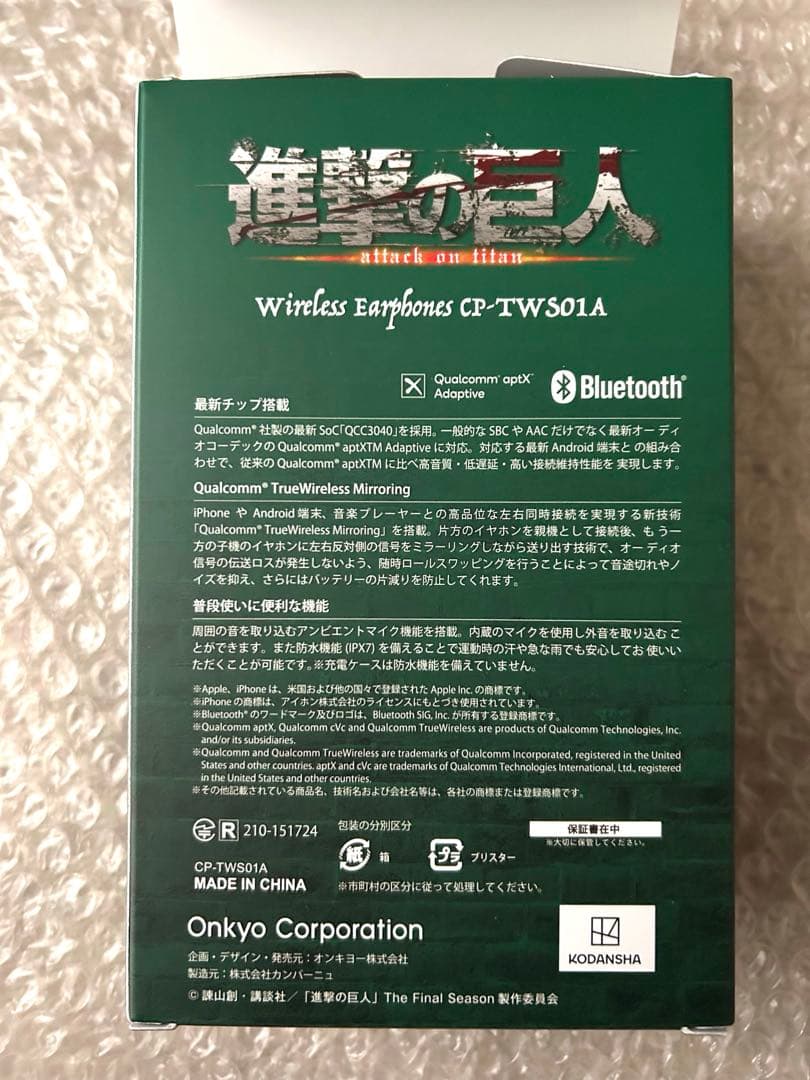 進撃の巨人
attack on titan
Wireless Earphones CP-TWS01A
Qualcomm® aptX™
Adaptive
Bluetooth®
最新チップ搭載
Qualcomm® 社製の最新 SoC「QCC3040」を採用。一般的な SBC や AAC だけでなく最新オー ディ
オコーデックの Qualcomm® aptXTM Adaptive に対応。対応する最新 Android 端末と の組み合
わせで、従来の Qualcomm® aptXTM に比べ高音質・低遅延・高い接続維持性能を 実現します。
Qualcomm® TrueWireless Mirroring
iPhone や Android 端末、音楽プレーヤーとの高品位な左右同時接続を実現する新技術
「Qualcomm® TrueWireless Mirroring」を搭載。片方のイヤホンを親機として接続後、も う一
方の子機のイヤホンに左右反対側の信号をミラーリングしながら送り出す技術で、オー ディオ
信号の伝送ロスが発生しないよう、随時ロールスワッピングを行うことによって音途切れやノ
イズを抑え、さらにはバッテリーの片減りを防止してくれます。
普段使いに便利な機能
周囲の音を取り込むアンビエントマイク機能を搭載。内蔵のマイクを使用し外音を取り込む こ
とができます。また防水機能 (IPX7) を備えることで運動時の汗や急な雨でも安心してお 使いい
ただくことが可能です。※充電ケースは防水機能を備えていません。
※Apple、iPhone は、米国および他の国々で登録された Apple Inc. の商標です。
※iPhone の商標は、アイホン株式会社のライセンスにもとづき使用されています。
※Bluetooth® のワードマーク及びロゴは、Bluetooth SIG, Inc. が所有する登録商標です。
※Qualcomm aptX, Qualcomm cVc and Qualcomm TrueWireless are products of Qualcomm Technologies, Inc.
and/or its subsidiaries.
※Qualcomm and Qualcomm TrueWireless are trademarks of Qualcomm Incorporated, registered in the United
States and other countries. aptX and cVc are trademarks of Qualcomm Technologies International, Ltd., registered
in the United States and other countries.
※その他記載されている商品名、技術名および会社名等は、各社の商標または登録商標です。
R 210-151724
包装の分別区分
保証書在中
※大切に保管してください。
紙 箱
プラ ブリスター
CP-TWS01A
MADE IN CHINA
※市町村の区分に従って処理してください。
Onkyo Corporation
KODANSHA
企画・デザイン・発売元：オンキヨー株式会社
製造元：株式会社カンバーニュ
© 諫山創・講談社／「進撃の巨人」The Final Season 製作委員会